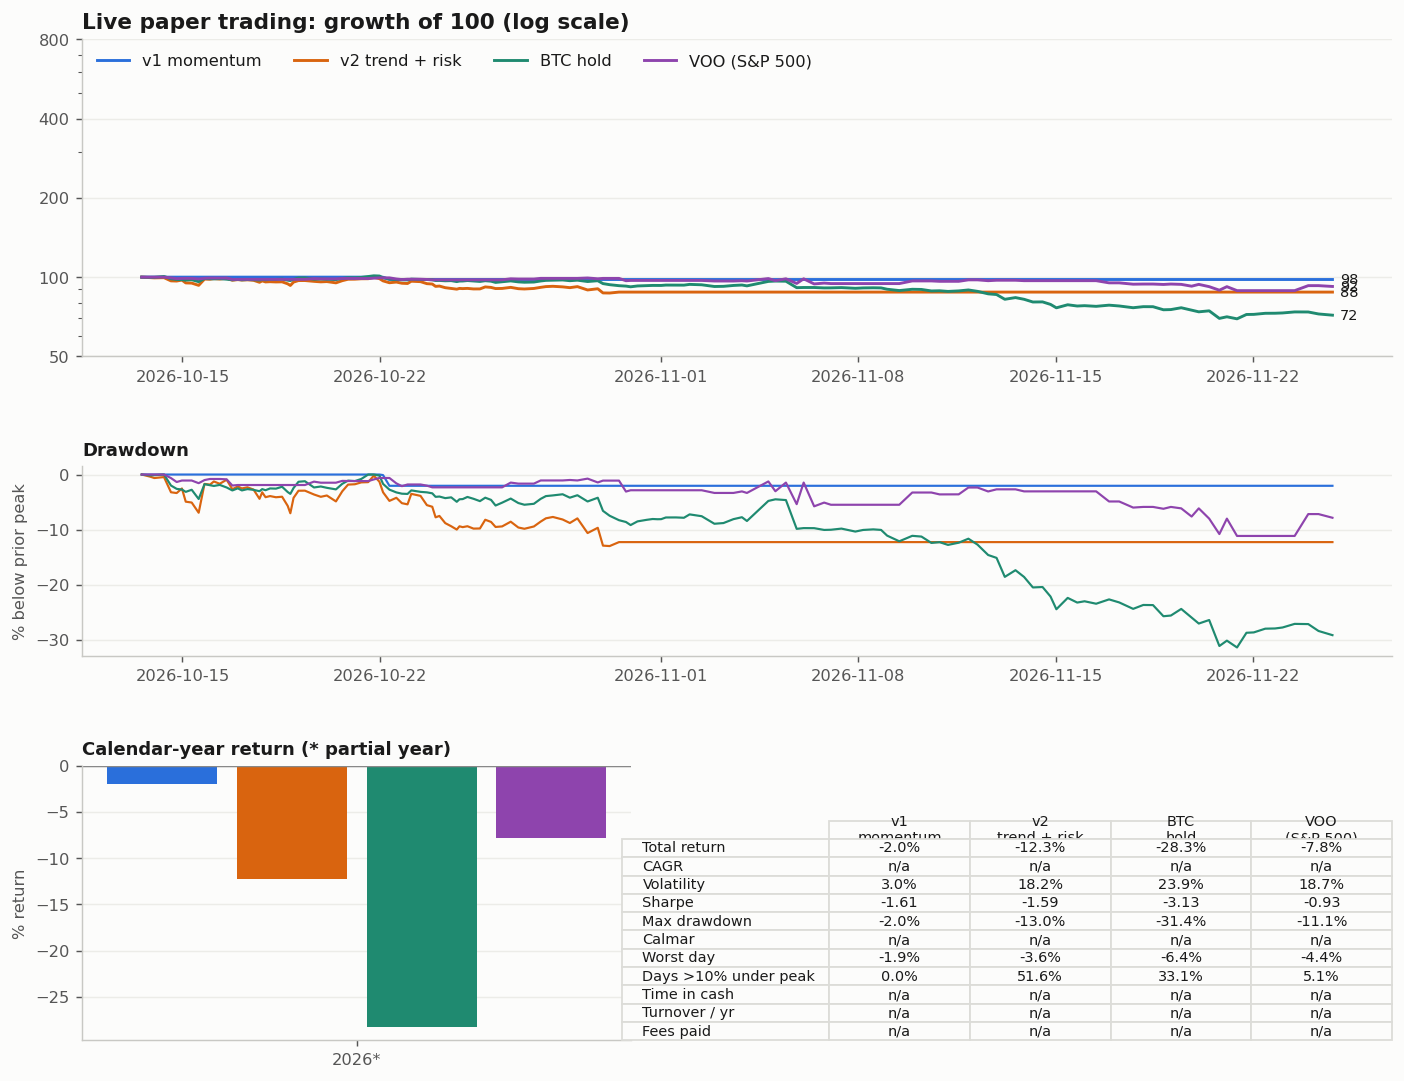 Live paper trading: growth of 100 (log scale)
v1 momentum
v2 trend + risk
BTC hold
VOO (S&P 500)
800
400
200
100
50
98
92
88
72
2026-10-15 2026-10-22 2026-11-01 2026-11-08 2026-11-15 2026-11-22
Drawdown
% below prior peak
0
−10
−20
−30
2026-10-15 2026-10-22 2026-11-01 2026-11-08 2026-11-15 2026-11-22
Calendar-year return (* partial year)
% return
0
−5
−10
−15
−20
−25
2026*
v1 v2 BTC VOO
momentum trend + risk hold (S&P 500)
Total return -2.0% -12.3% -28.3% -7.8%
CAGR n/a n/a n/a n/a
Volatility 3.0% 18.2% 23.9% 18.7%
Sharpe -1.61 -1.59 -3.13 -0.93
Max drawdown -2.0% -13.0% -31.4% -11.1%
Calmar n/a n/a n/a n/a
Worst day -1.9% -3.6% -6.4% -4.4%
Days >10% under peak 0.0% 51.6% 33.1% 5.1%
Time in cash n/a n/a n/a n/a
Turnover / yr n/a n/a n/a n/a
Fees paid n/a n/a n/a n/a